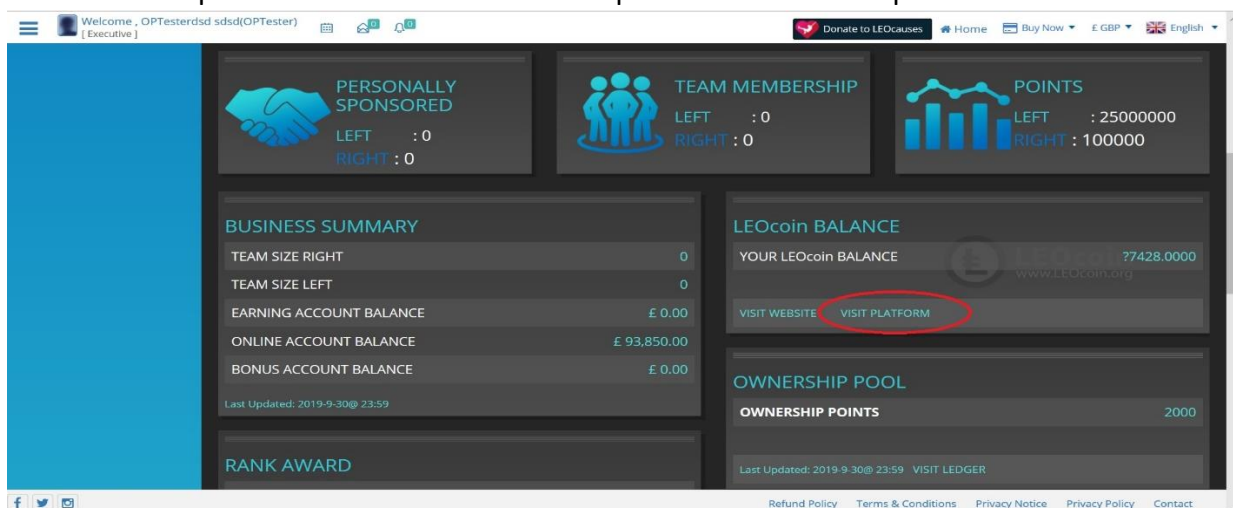 Welcome , OPTesterdsd sdsd(OPTester)
[ Executive ]
0
0
Donate to LEOcauses
Home
Buy Now
£ GBP
English
PERSONALLY
SPONSORED
LEFT : 0
RIGHT : 0
TEAM MEMBERSHIP
LEFT : 0
RIGHT : 0
POINTS
LEFT : 25000000
RIGHT : 100000
BUSINESS SUMMARY
TEAM SIZE RIGHT 0
TEAM SIZE LEFT 0
EARNING ACCOUNT BALANCE £ 0.00
ONLINE ACCOUNT BALANCE £ 93,850.00
BONUS ACCOUNT BALANCE £ 0.00
Last Updated: 2019-9-30@ 23:59
RANK AWARD
LEOcoin BALANCE
YOUR LEOcoin BALANCE ?7428.0000
LEOcoin
www.LEOcoin.org
VISIT WEBSITE VISIT PLATFORM
OWNERSHIP POOL
OWNERSHIP POINTS 2000
Last Updated: 2019-9-30@ 23:59 VISIT LEDGER
Refund Policy Terms & Conditions Privacy Notice Privacy Policy Contact